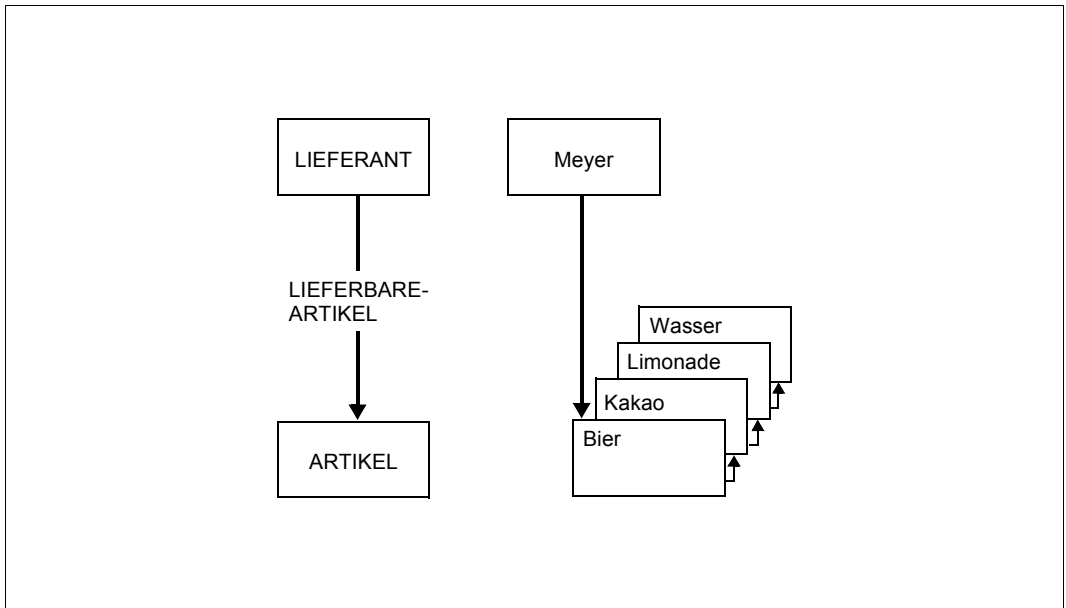 LIEFERANT
Meyer
LIEFERBARE-
ARTIKEL
Wasser
Limonade
Kakao
Bier
ARTIKEL